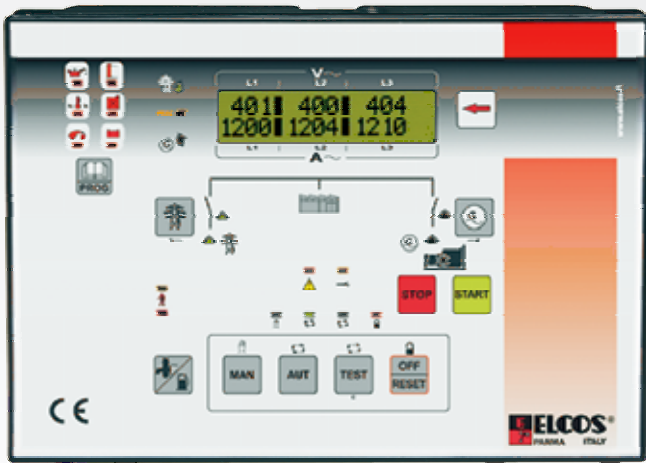 V~
L1 L2 L3
401 400 404
1200 1204 1210
L1 L2 L3
A~
PROG
STOP START
MAN AUT TEST OFF
RESET
CE
ELCOS®
PARMA ITALY